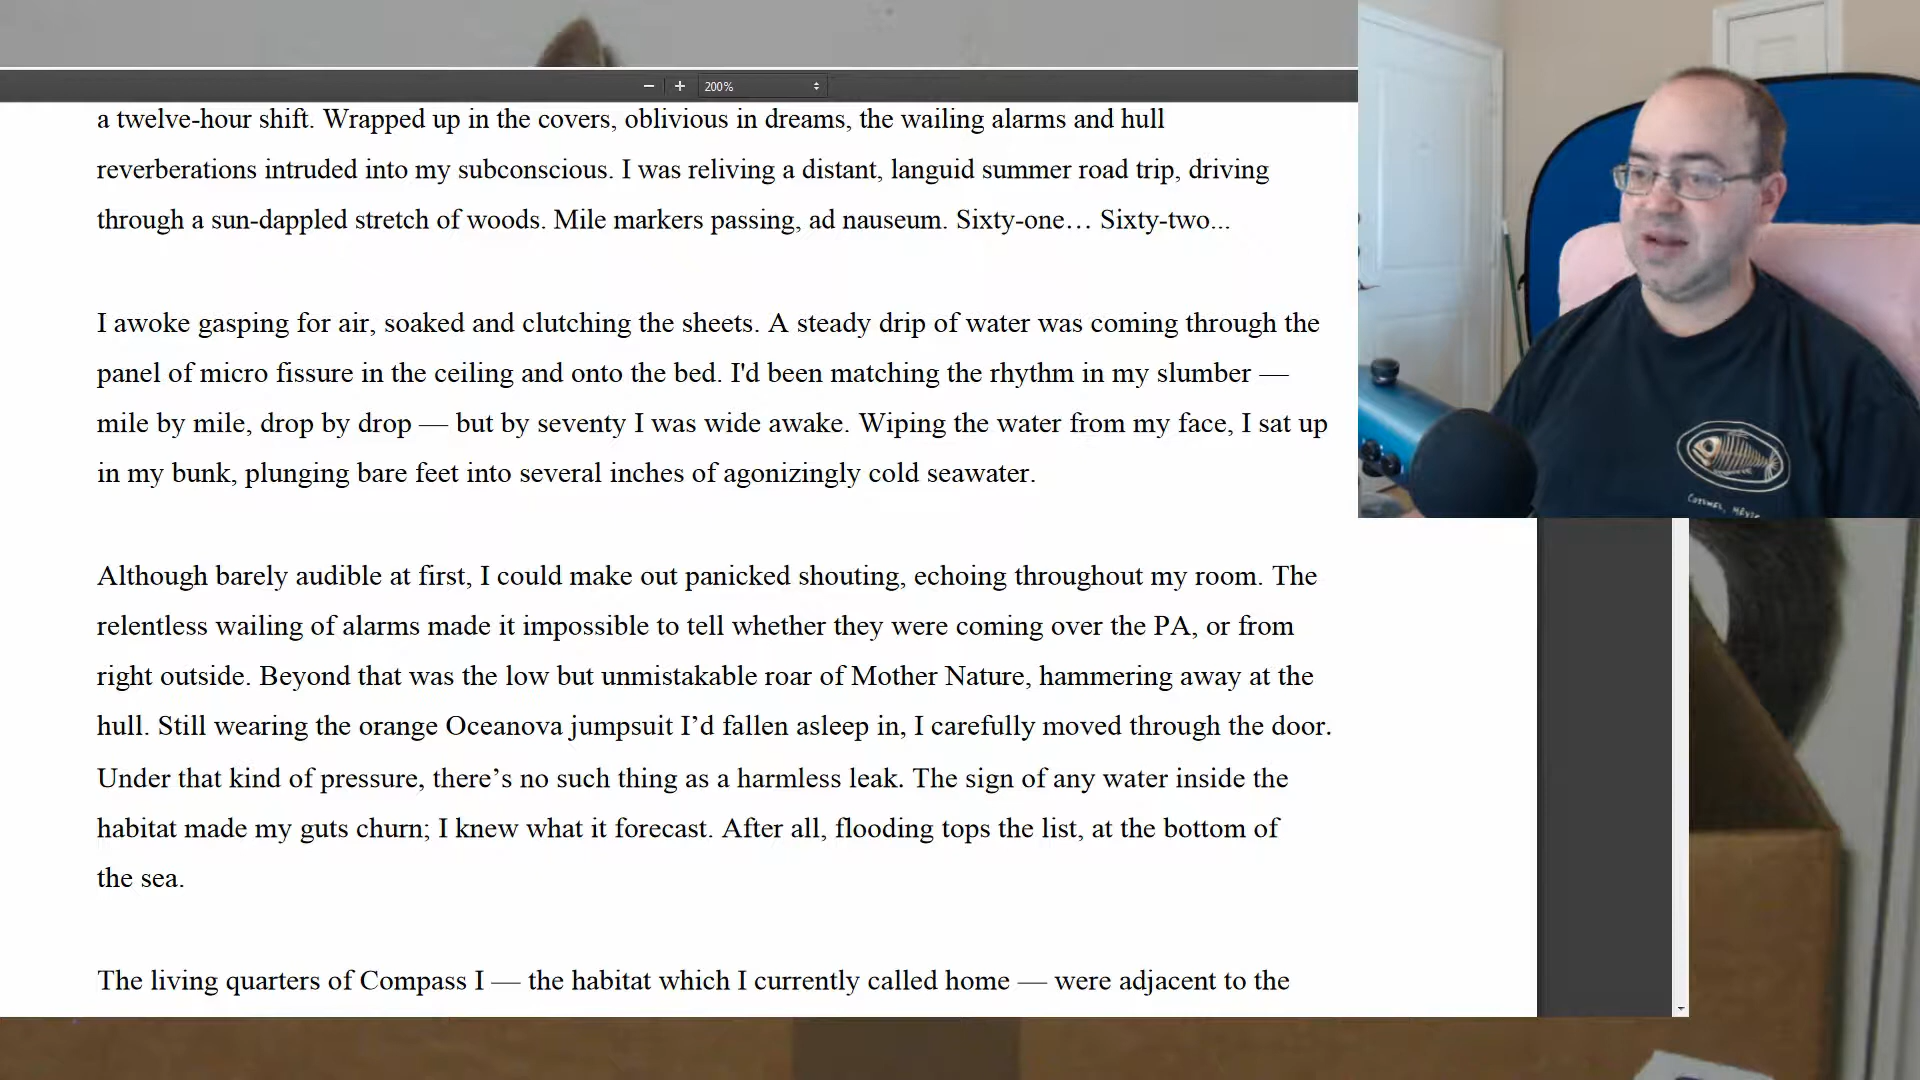 200%
a twelve-hour shift. Wrapped up in the covers, oblivious in dreams, the wailing alarms and hull
reverberations intruded into my subconscious. I was reliving a distant, languid summer road trip, driving
through a sun-dappled stretch of woods. Mile markers passing, ad nauseum. Sixty-one… Sixty-two...
I awoke gasping for air, soaked and clutching the sheets. A steady drip of water was coming through the
panel of micro fissure in the ceiling and onto the bed. I'd been matching the rhythm in my slumber —
mile by mile, drop by drop — but by seventy I was wide awake. Wiping the water from my face, I sat up
in my bunk, plunging bare feet into several inches of agonizingly cold seawater.
Although barely audible at first, I could make out panicked shouting, echoing throughout my room. The
relentless wailing of alarms made it impossible to tell whether they were coming over the PA, or from
right outside. Beyond that was the low but unmistakable roar of Mother Nature, hammering away at the
hull. Still wearing the orange Oceanova jumpsuit I’d fallen asleep in, I carefully moved through the door.
Under that kind of pressure, there’s no such thing as a harmless leak. The sign of any water inside the
habitat made my guts churn; I knew what it forecast. After all, flooding tops the list, at the bottom of
the sea.
The living quarters of Compass I — the habitat which I currently called home — were adjacent to the